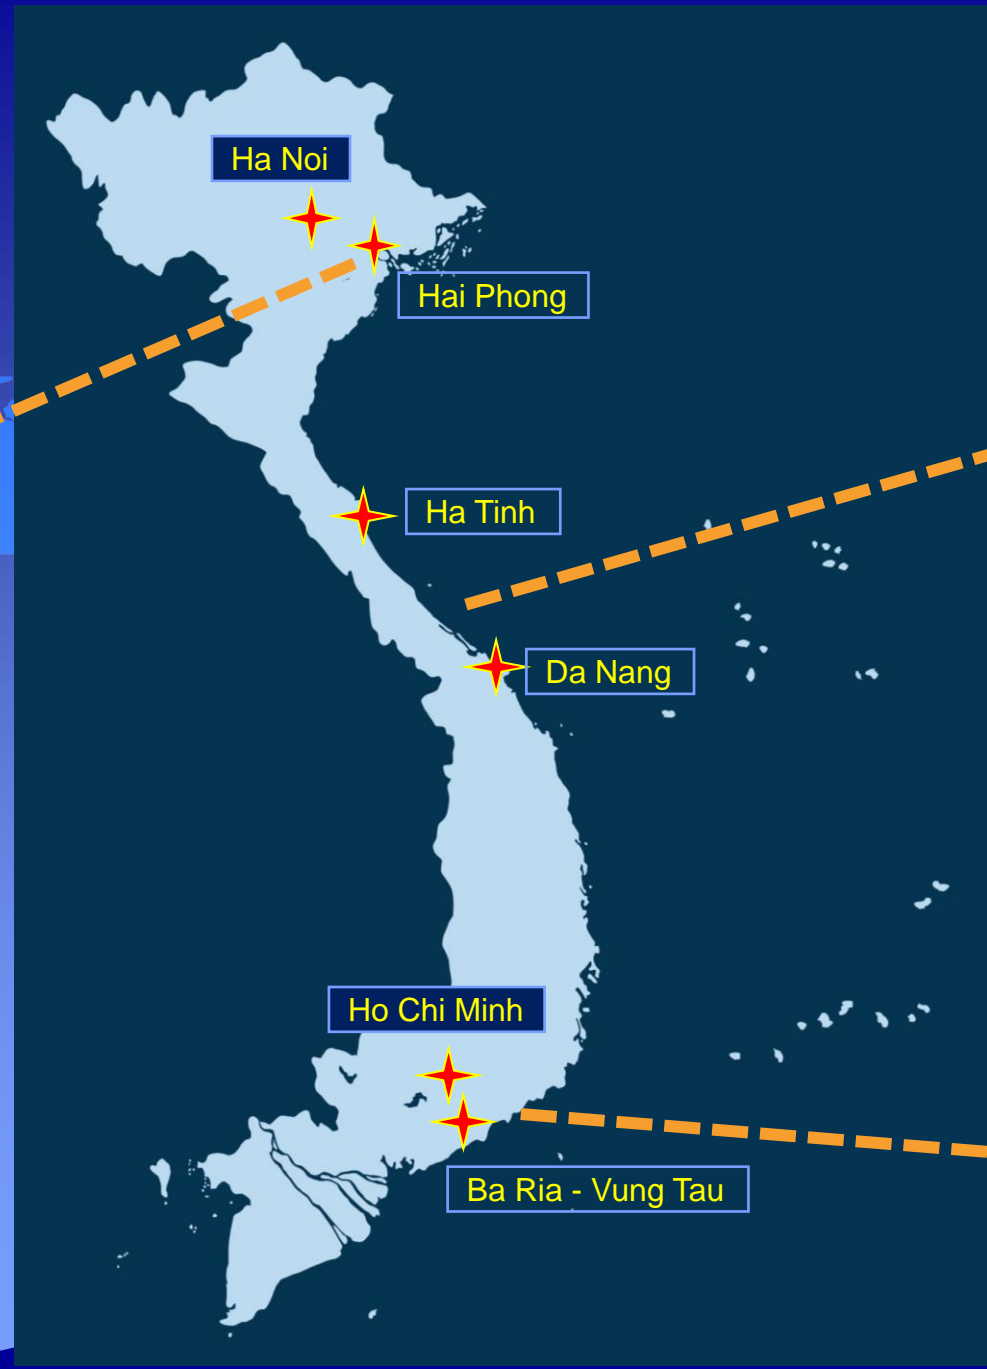 Ha Noi
Hai Phong
Ha Tinh
Da Nang
Ho Chi Minh
Ba Ria - Vung Tau